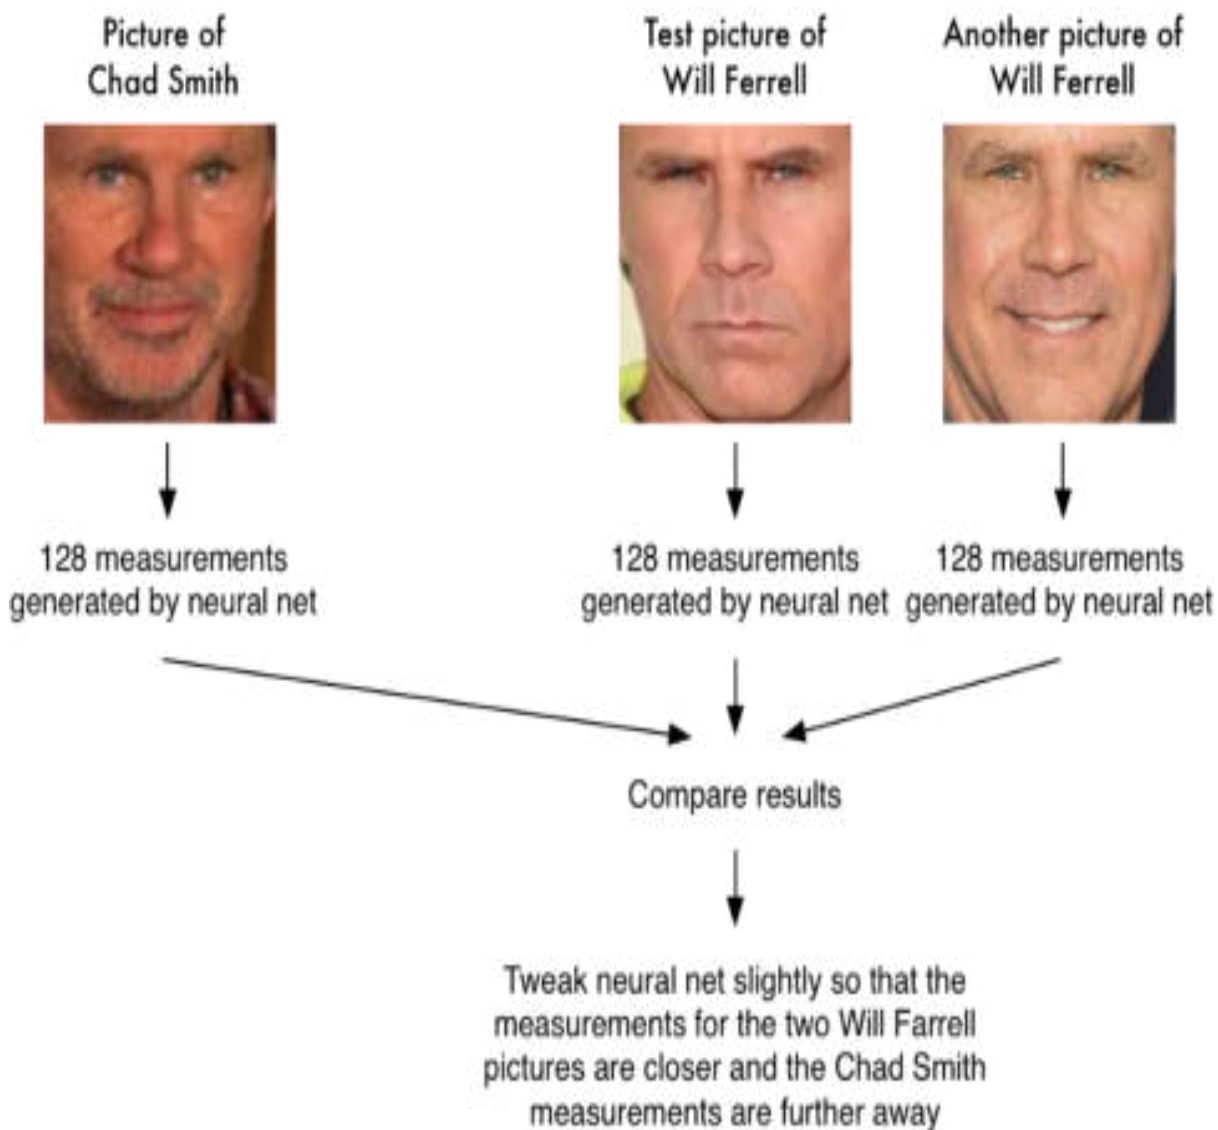 Picture of
Chad Smith
Test picture of
Will Ferrell
Another picture of
Will Ferrell
128 measurements
generated by neural net
128 measurements
generated by neural net
128 measurements
generated by neural net
Compare results
Tweak neural net slightly so that the
measurements for the two Will Farrell
pictures are closer and the Chad Smith
measurements are further away